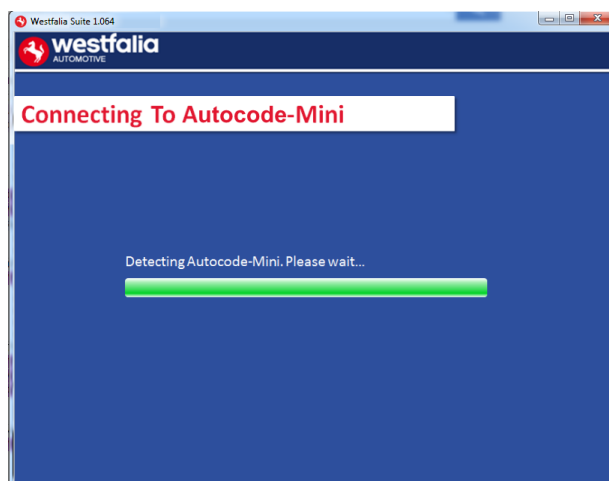 Westfalia Suite 1.064
westfalia
AUTOMOTIVE
Connecting To Autocode-Mini
Detecting Autocode-Mini. Please wait...